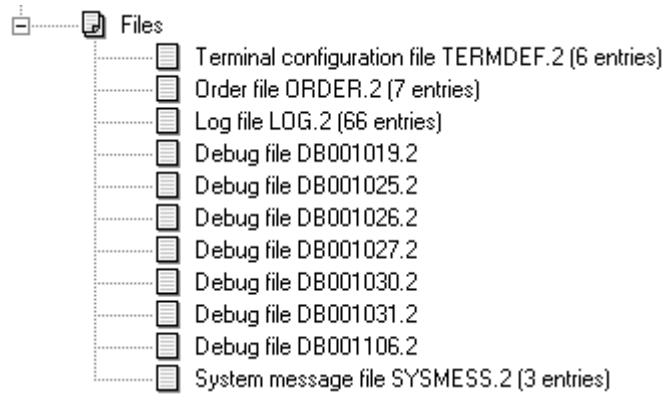 Files
Terminal configuration file TERMDEF.2 (6 entries)
Order file ORDER.2 (7 entries)
Log file LOG.2 (66 entries)
Debug file DB001019.2
Debug file DB001025.2
Debug file DB001026.2
Debug file DB001027.2
Debug file DB001030.2
Debug file DB001031.2
Debug file DB001106.2
System message file SYSMESS.2 (3 entries)